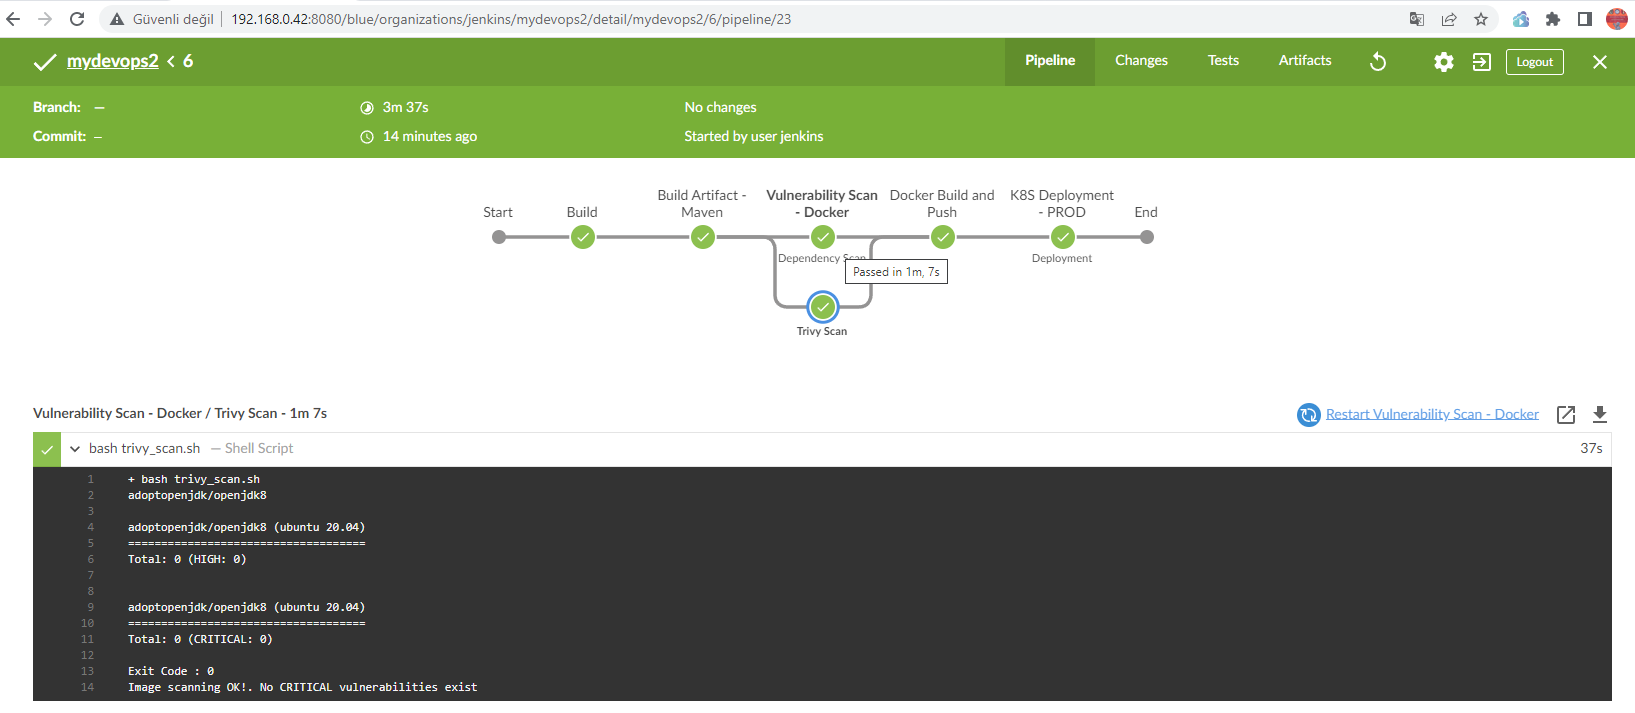 Güvenli değil
192.168.0.42:8080/blue/organizations/jenkins/mydevops2/detail/mydevops2/6/pipeline/23
mydevops2 < 6
Pipeline
Changes
Tests
Artifacts
Logout
Branch: —
3m 37s
No changes
Commit: —
14 minutes ago
Started by user jenkins
Start
Build
Build Artifact -
Maven
Vulnerability Scan
- Docker
Docker Build and
Push
K8S Deployment
- PROD
End
Dependency Scan
Deployment
Passed in 1m, 7s
Trivy Scan
Vulnerability Scan - Docker / Trivy Scan - 1m 7s
Restart Vulnerability Scan - Docker
bash trivy_scan.sh — Shell Script
37s
1 + bash trivy_scan.sh
2 adoptopenjdk/openjdk8
3
4 adoptopenjdk/openjdk8 (ubuntu 20.04)
5 ====================================
6 Total: 0 (HIGH: 0)
7
8
9 adoptopenjdk/openjdk8 (ubuntu 20.04)
10 ====================================
11 Total: 0 (CRITICAL: 0)
12
13 Exit Code : 0
14 Image scanning OK!. No CRITICAL vulnerabilities exist